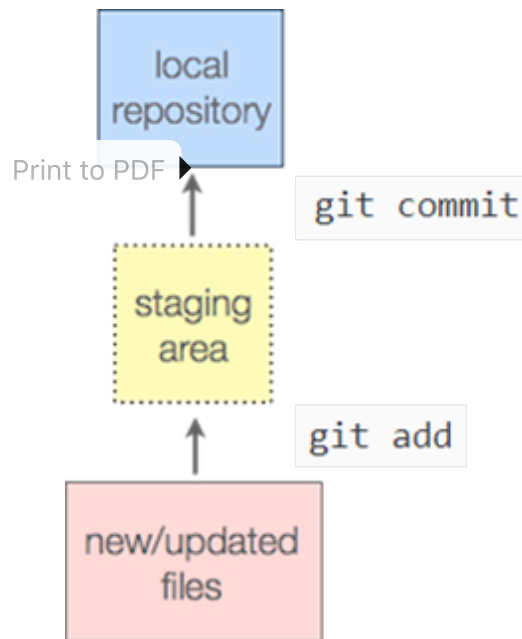 local
repository
Print to PDF
git commit
staging
area
git add
new/updated
files